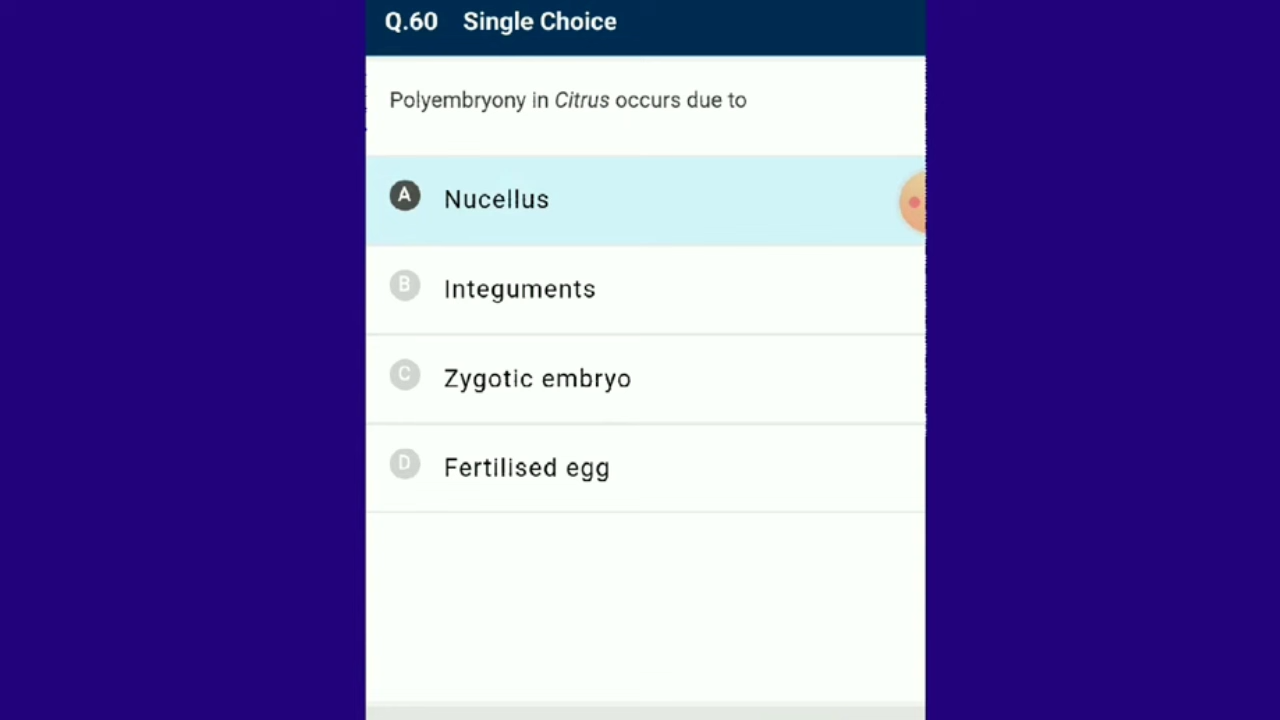 Q.60 Single Choice
Polyembryony in Citrus occurs due to
A Nucellus
B Integuments
C Zygotic embryo
D Fertilised egg